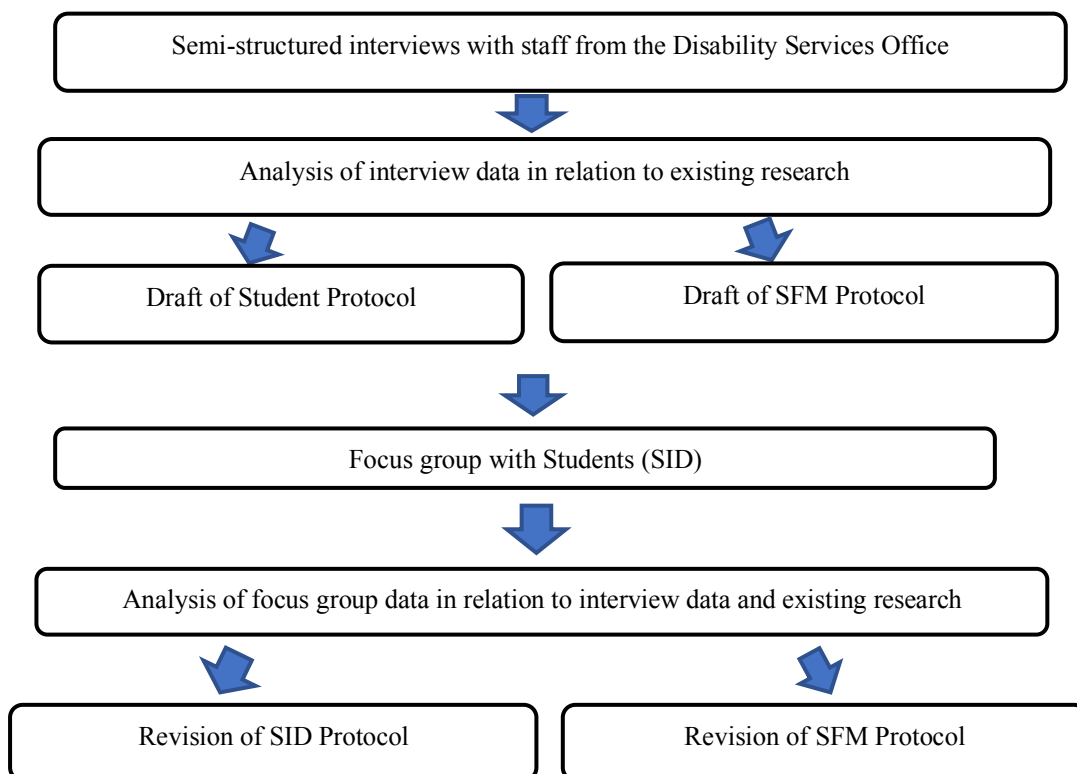 Semi-structured interviews with staff from the Disability Services Office
Analysis of interview data in relation to existing research
Draft of Student Protocol
Draft of SFM Protocol
Focus group with Students (SID)
Analysis of focus group data in relation to interview data and existing research
Revision of SID Protocol
Revision of SFM Protocol